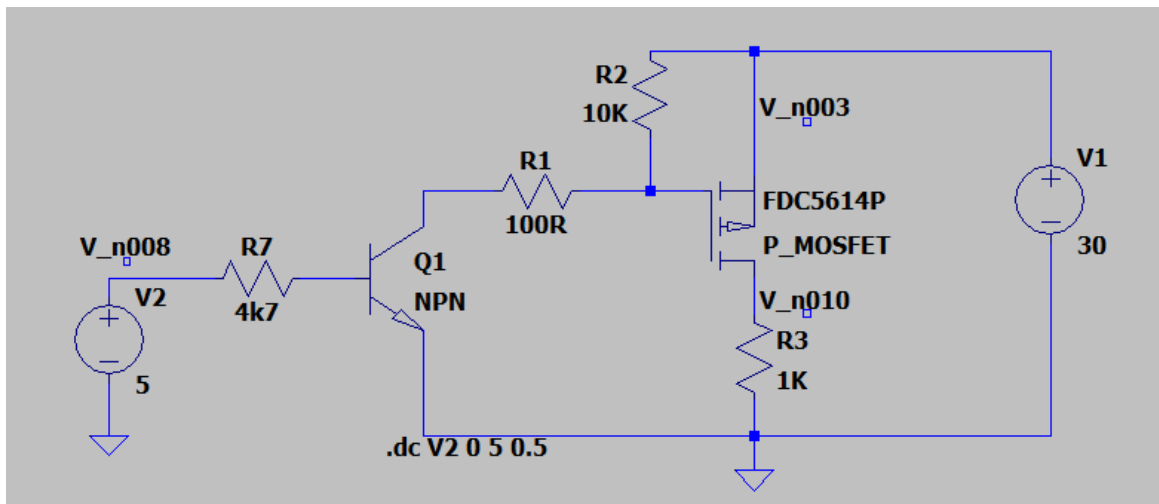 R2
10K
V_n003
R1
100R
V1
FDC5614P
P_MOSFET
30
V_n008
R7
4k7
V2
5
Q1
NPN
V_n010
R3
1K
.dc V2 0 5 0.5